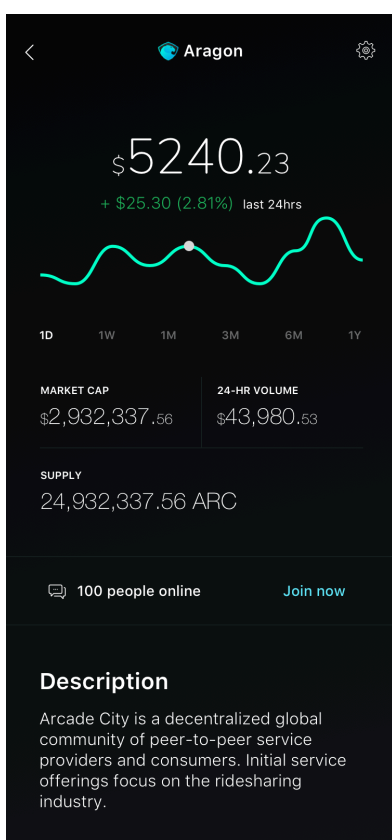 Aragon
$5240.23
+ $25.30 (2.81%) last 24hrs
1D 1W 1M 3M 6M 1Y
MARKET CAP 24-HR VOLUME
$2,932,337.56 $43,980.53
SUPPLY
24,932,337.56 ARC
100 people online Join now
Description
Arcade City is a decentralized global
community of peer-to-peer service
providers and consumers. Initial service
offerings focus on the ridesharing
industry.